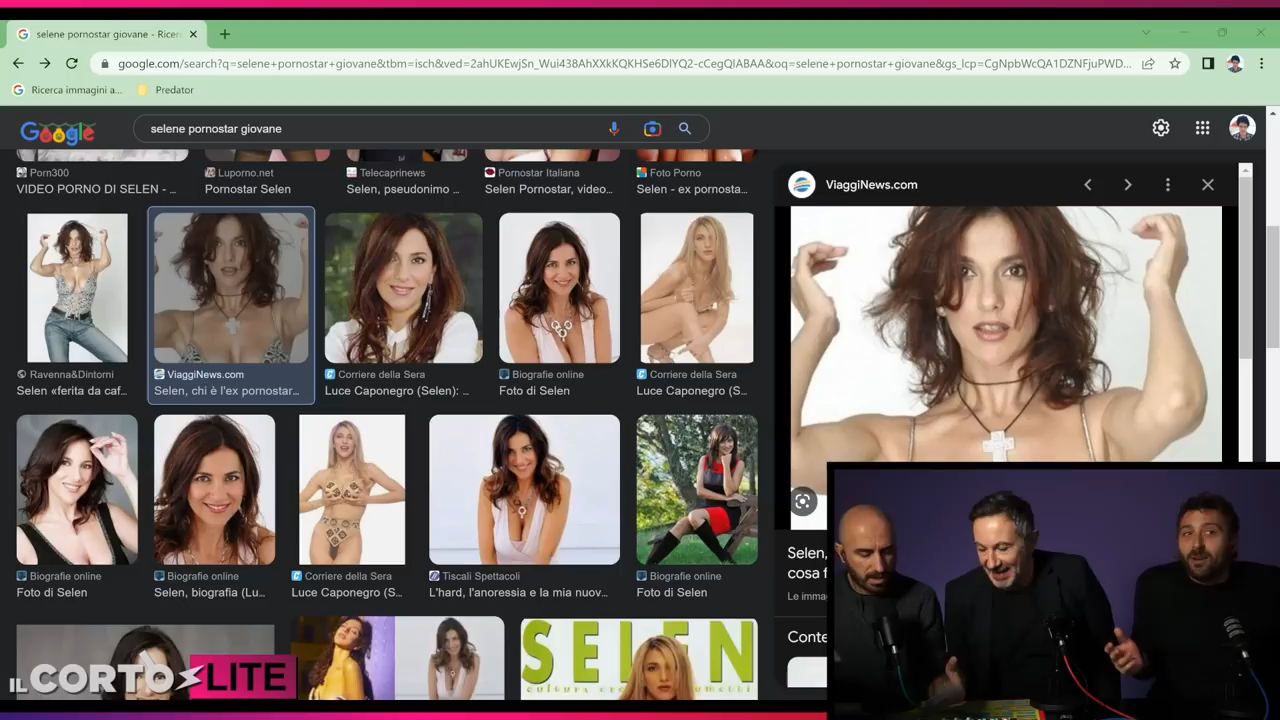 selene pornostar giovane - Ricer
google.com/search?q=selene+pornostar+giovane&tbm=isch&ved=2ahUKEwjSn_Wui438AhXXkKQKHSe6DIYQ2-cCegQIABAA&oq=selene+pornostar+giovane&gs_lcp=CgNpbWcQA1DZNFjuPWD...
Ricerca immagini a...
Predator
Google
selene pornostar giovane
Porn300
Luporno.net
Telecaprinews
Pornostar Italiana
Foto Porno
VIDEO PORNO DI SELEN - ...
Pornostar Selen
Selen, pseudonimo ...
Selen Pornostar, video...
Selen - ex pornosta...
ViaggiNews.com
Ravenna&Dintorni
ViaggiNews.com
Corriere della Sera
Biografie online
Corriere della Sera
Selen «ferita da caf...
Selen, chi è l'ex pornostar...
Luce Caponegro (Selen): ...
Foto di Selen
Luce Caponegro (S...
Biografie online
Biografie online
Corriere della Sera
Tiscali Spettacoli
Biografie online
Foto di Selen
Selen, biografia (Lu...
Luce Caponegro (S...
L'hard, l'anoressia e la mia nuov...
Foto di Selen
Selen,
cosa f
Le imma
Conte
SELEN
IL CORTO LITE